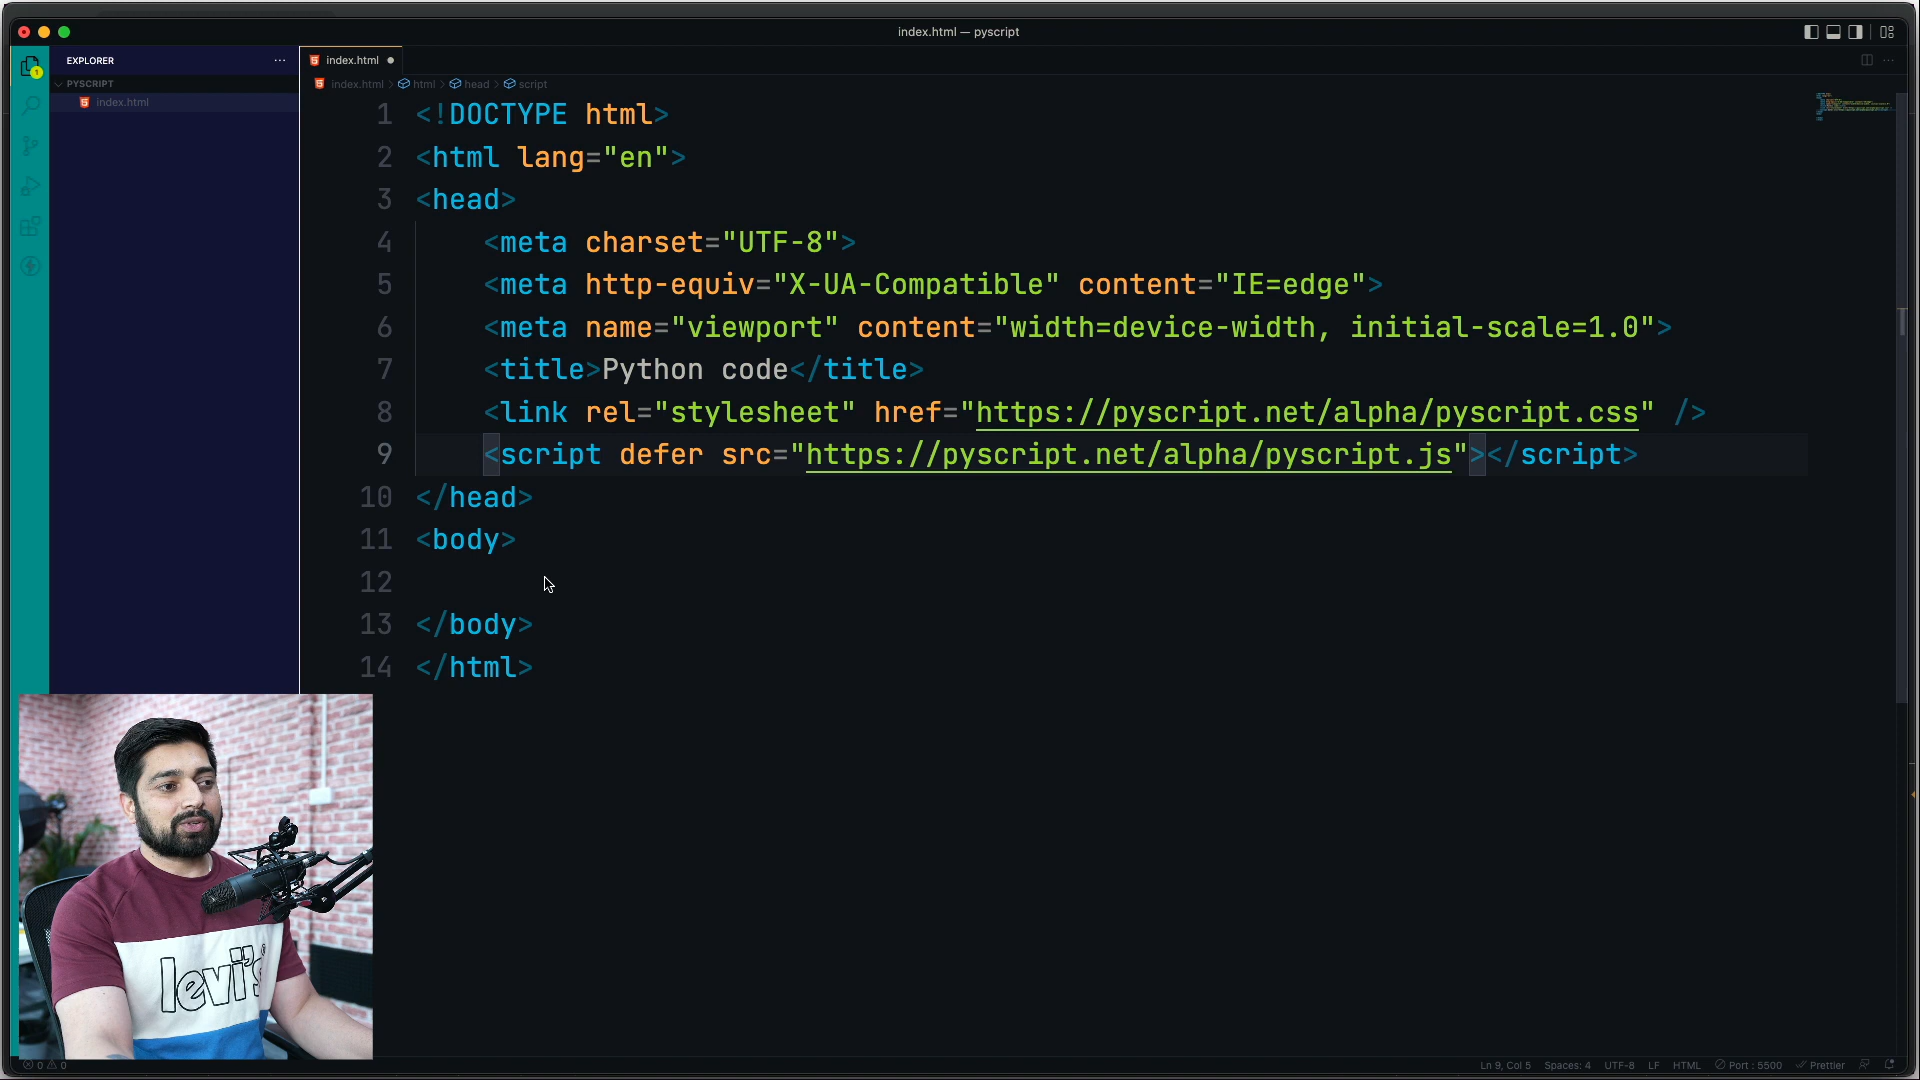 index.html — pyscript
EXPLORER
PYSCRIPT
index.html
1
index.html
index.html > html > head > script
1 <!DOCTYPE html>
2 <html lang="en">
3 <head>
4 <meta charset="UTF-8">
5 <meta http-equiv="X-UA-Compatible" content="IE=edge">
6 <meta name="viewport" content="width=device-width, initial-scale=1.0">
7 <title>Python code</title>
8 <link rel="stylesheet" href="https://pyscript.net/alpha/pyscript.css" />
9 <script defer src="https://pyscript.net/alpha/pyscript.js"></script>
10 </head>
11 <body>
12
13 </body>
14 </html>
levi's
0 0
Ln 9, Col 5 Spaces: 4 UTF-8 LF HTML Port : 5500 Prettier